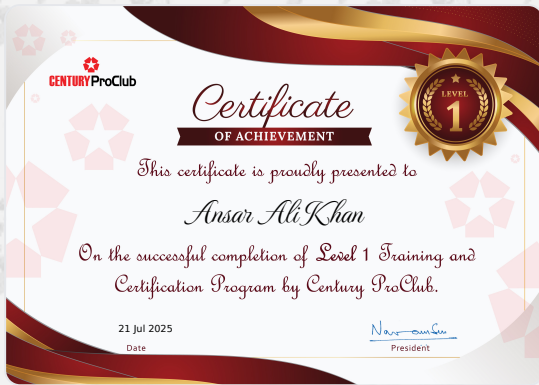 CENTURY ProClub
Certificate
OF ACHIEVEMENT
LEVEL
1
This certificate is proudly presented to
Ansar Ali Khan
On the successful completion of Level 1 Training and
Certification Program by Century ProClub.
21 Jul 2025
Date
President